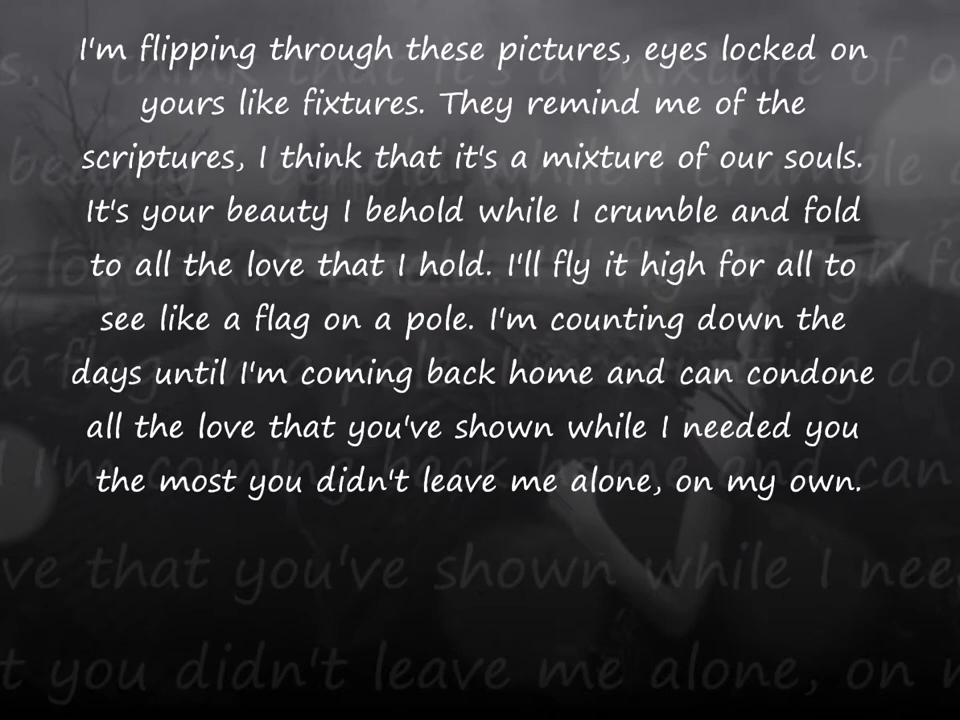 I'm flipping through these pictures, eyes locked on
yours like fixtures. They remind me of the
scriptures, I think that it's a mixture of our souls.
It's your beauty I behold while I crumble and fold
to all the love that I hold. I'll fly it high for all to
see like a flag on a pole. I'm counting down the
days until I'm coming back home and can condone
all the love that you've shown while I needed you
the most you didn't leave me alone, on my own.